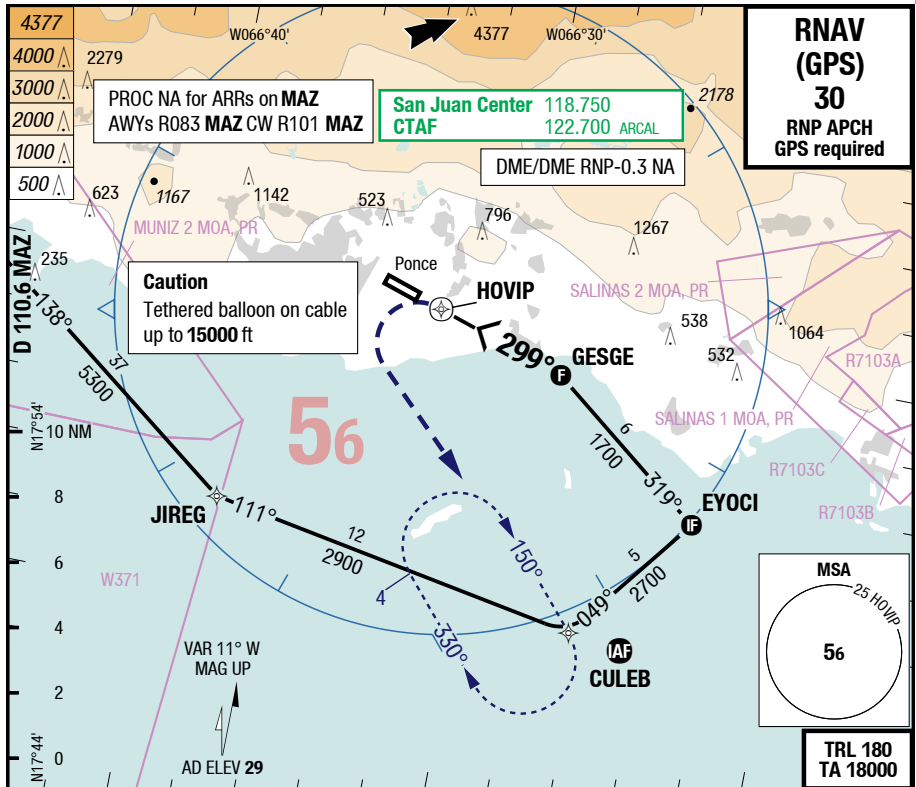 4377
4000
3000
2000
1000
500
2279
W066°40'
4377
W066°30'
2178
RNAV
(GPS)
30
RNP APCH
GPS required
PROC NA for ARRs on MAZ
AWYs R083 MAZ CW R101 MAZ
San Juan Center 118.750
CTAF 122.700 ARCAL
DME/DME RNP-0.3 NA
623
1167
1142
523
796
1267
MUNIZ 2 MOA, PR
235
D 110.6 MAZ
Caution
Tethered balloon on cable
up to 15000 ft
Ponce
HOVIP
SALINAS 2 MOA, PR
538
1064
532
R7103A
138°
37
5300
299°
GESGE
F
SALINAS 1 MOA, PR
R7103C
R7103B
N17°54'
10 NM
56
6
1700
319°
EYOCI
IF
8
JIREG
111°
12
2900
150°
5
2700
049°
6
W371
4
4
330°
IAF
CULEB
MSA
25 HOVIP
56
VAR 11° W
MAG UP
2
N17°44'
0
AD ELEV 29
TRL 180
TA 18000